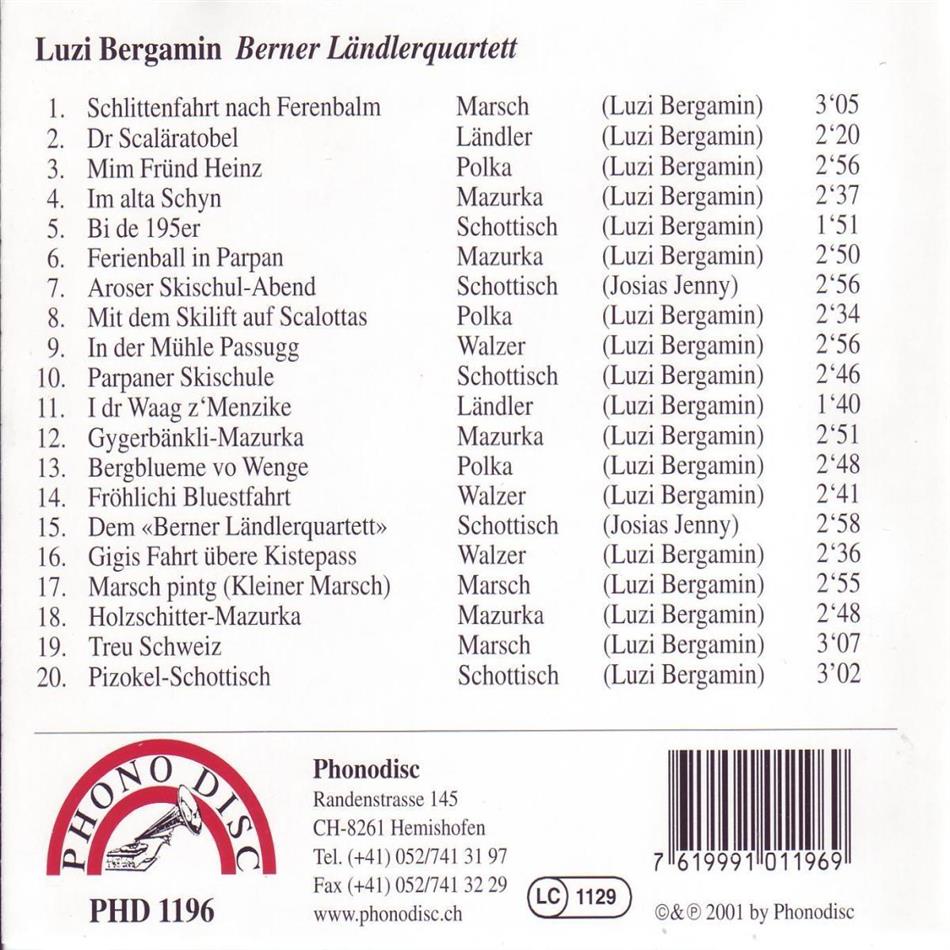 Luzi Bergamin Berner Ländlerquartett
1. Schlittenfahrt nach Ferenbalm Marsch (Luzi Bergamin) 3‘05
2. Dr Scaläratobel Ländler (Luzi Bergamin) 2‘20
3. Mim Fründ Heinz Polka (Luzi Bergamin) 2‘56
4. Im alta Schyn Mazurka (Luzi Bergamin) 2‘37
5. Bi de 195er Schottisch (Luzi Bergamin) 1‘51
6. Ferienball in Parpan Mazurka (Luzi Bergamin) 2‘50
7. Aroser Skischul-Abend Schottisch (Josias Jenny) 2‘56
8. Mit dem Skilift auf Scalottas Polka (Luzi Bergamin) 2‘34
9. In der Mühle Passugg Walzer (Luzi Bergamin) 2‘56
10. Parpaner Skischule Schottisch (Luzi Bergamin) 2‘46
11. I dr Waag z‘Menzike Ländler (Luzi Bergamin) 1‘40
12. Gygerbänkli-Mazurka Mazurka (Luzi Bergamin) 2‘51
13. Bergblueme vo Wenge Polka (Luzi Bergamin) 2‘48
14. Fröhlichi Bluestfahrt Walzer (Luzi Bergamin) 2‘41
15. Dem «Berner Ländlerquartett» Schottisch (Josias Jenny) 2‘58
16. Gigis Fahrt übere Kistepass Walzer (Luzi Bergamin) 2‘36
17. Marsch pintg (Kleiner Marsch) Marsch (Luzi Bergamin) 2‘55
18. Holzschitter-Mazurka Mazurka (Luzi Bergamin) 2‘48
19. Treu Schweiz Marsch (Luzi Bergamin) 3‘07
20. Pizokel-Schottisch Schottisch (Luzi Bergamin) 3‘02
PHONO DISC
PHD 1196
Phonodisc
Randenstrasse 145
CH-8261 Hemishofen
Tel. (+41) 052/741 31 97
Fax (+41) 052/741 32 29
www.phonodisc.ch
LC 1129
7 619991 011969
©&℗ 2001 by Phonodisc